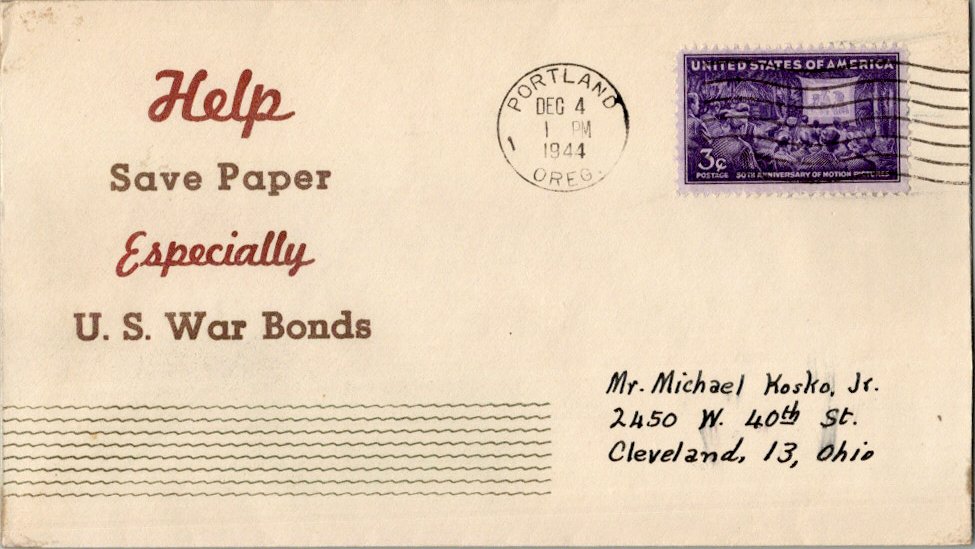 Help
Save Paper
Especially
U. S. War Bonds
PORTLAND
DEC 4
1 PM
1944
OREG.
1
UNITED STATES OF AMERICA
3¢
POSTAGE 50TH ANNIVERSARY OF MOTION PICTURES
Mr. Michael Kosko, Jr.
2450 W. 40th St.
Cleveland, 13, Ohio